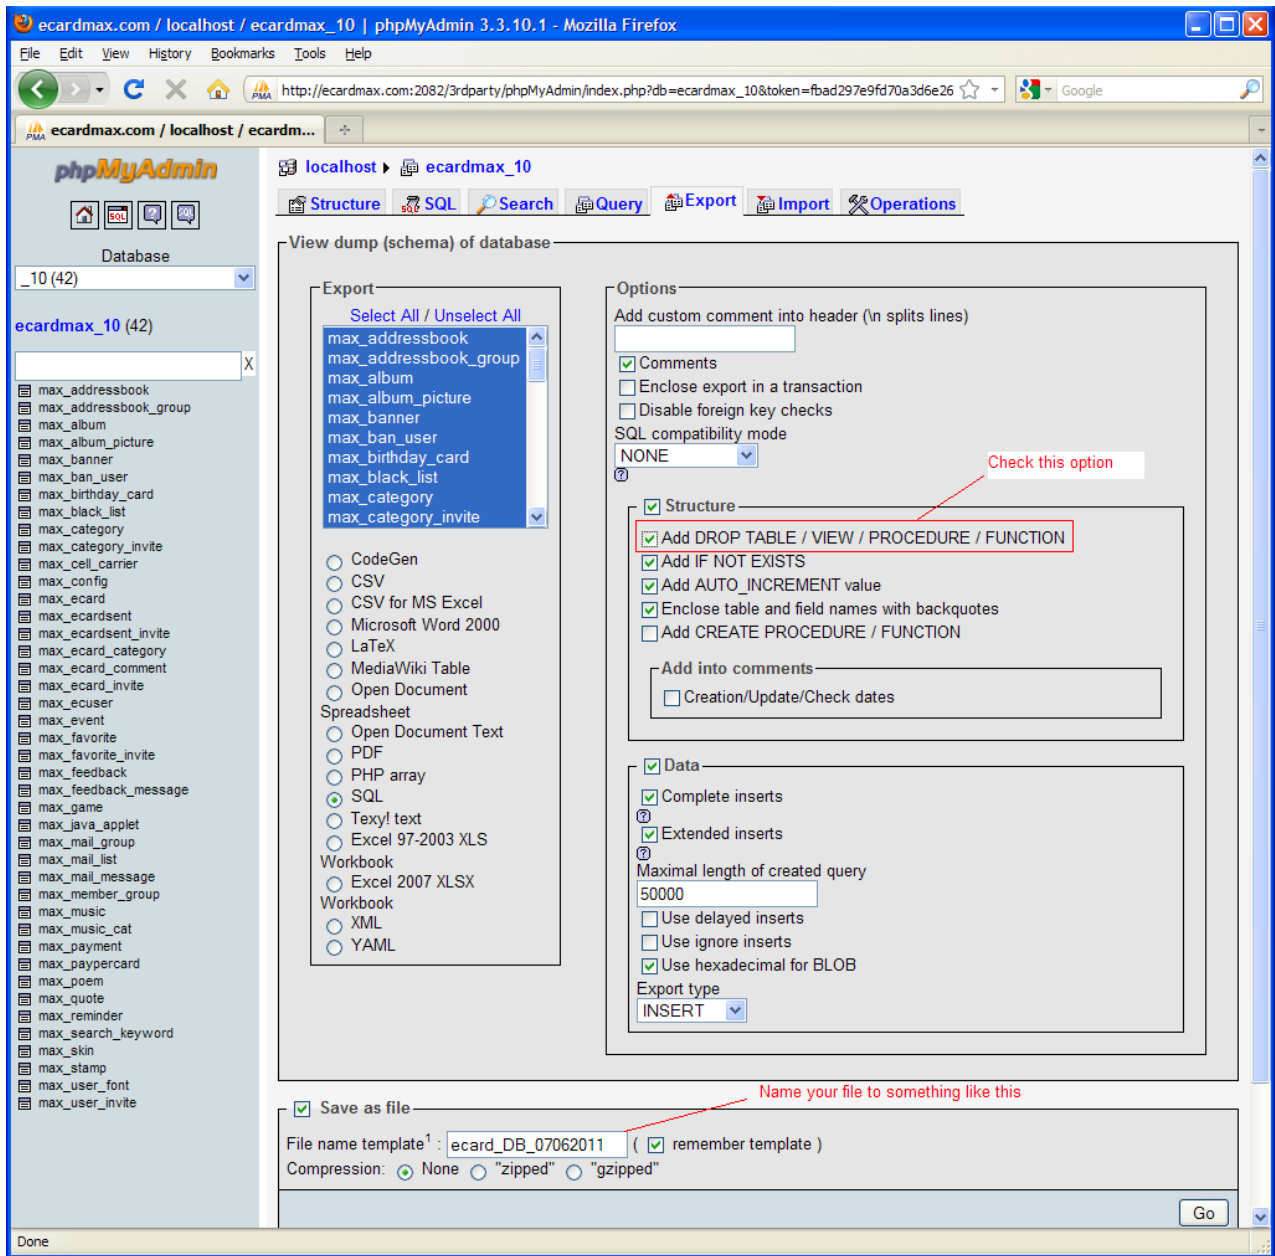 ecardmax.com / localhost / ecardmax_10 | phpMyAdmin 3.3.10.1 - Mozilla Firefox
File Edit View History Bookmarks Tools Help
http://ecardmax.com:2082/3rdparty/phpMyAdmin/index.php?db=ecardmax_10&token=fbad297e9fd70a3d6e26
Google
ecardmax.com / localhost / ecardm...
phpMyAdmin
SQL
Database
_10 (42)
ecardmax_10 (42)
X
max_addressbook
max_addressbook_group
max_album
max_album_picture
max_banner
max_ban_user
max_birthday_card
max_black_list
max_category
max_category_invite
max_cell_carrier
max_config
max_ecard
max_ecardsent
max_ecardsent_invite
max_ecard_category
max_ecard_comment
max_ecard_invite
max_ecuser
max_event
max_favorite
max_favorite_invite
max_feedback
max_feedback_message
max_game
max_java_applet
max_mail_group
max_mail_list
max_mail_message
max_member_group
max_music
max_music_cat
max_payment
max_paypercard
max_poem
max_quote
max_reminder
max_search_keyword
max_skin
max_stamp
max_user_font
max_user_invite
localhost ecardmax_10
Structure SQL Search Query Export Import Operations
View dump (schema) of database
Export
Select All / Unselect All
max_addressbook
max_addressbook_group
max_album
max_album_picture
max_banner
max_ban_user
max_birthday_card
max_black_list
max_category
max_category_invite
CodeGen
CSV
CSV for MS Excel
Microsoft Word 2000
LaTeX
MediaWiki Table
Open Document
Spreadsheet
Open Document Text
PDF
PHP array
SQL
Texy! text
Excel 97-2003 XLS
Workbook
Excel 2007 XLSX
Workbook
XML
YAML
Options
Add custom comment into header (\n splits lines)
Comments
Enclose export in a transaction
Disable foreign key checks
SQL compatibility mode
NONE
Check this option
Structure
Add DROP TABLE / VIEW / PROCEDURE / FUNCTION
Add IF NOT EXISTS
Add AUTO_INCREMENT value
Enclose table and field names with backquotes
Add CREATE PROCEDURE / FUNCTION
Add into comments
Creation/Update/Check dates
Data
Complete inserts
Extended inserts
Maximal length of created query
50000
Use delayed inserts
Use ignore inserts
Use hexadecimal for BLOB
Export type
INSERT
Name your file to something like this
Save as file
File name template1 : ecard_DB_07062011 ( remember template )
Compression: None "zipped" "gzipped"
Go
Done